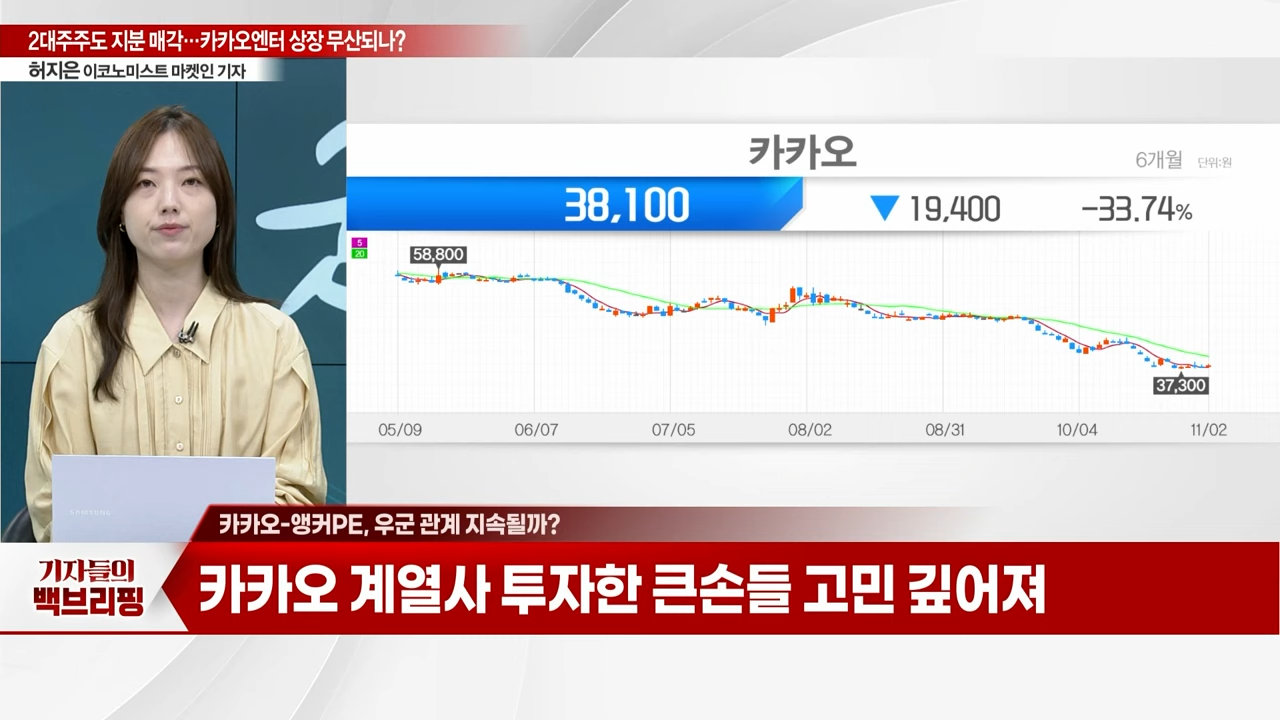 2대주주도 지분 매각…카카오엔터 상장 무산되나?
허지은 이코노미스트 마켓인 기자
카카오
6개월 단위:원
38,100 ▼ 19,400 -33.74%
5
20
58,800
37,300
05/09 06/07 07/05 08/02 08/31 10/04 11/02
SAMSUNG
카카오-앵커PE, 우군 관계 지속될까?
기자들의
백브리핑
카카오 계열사 투자한 큰손들 고민 깊어져